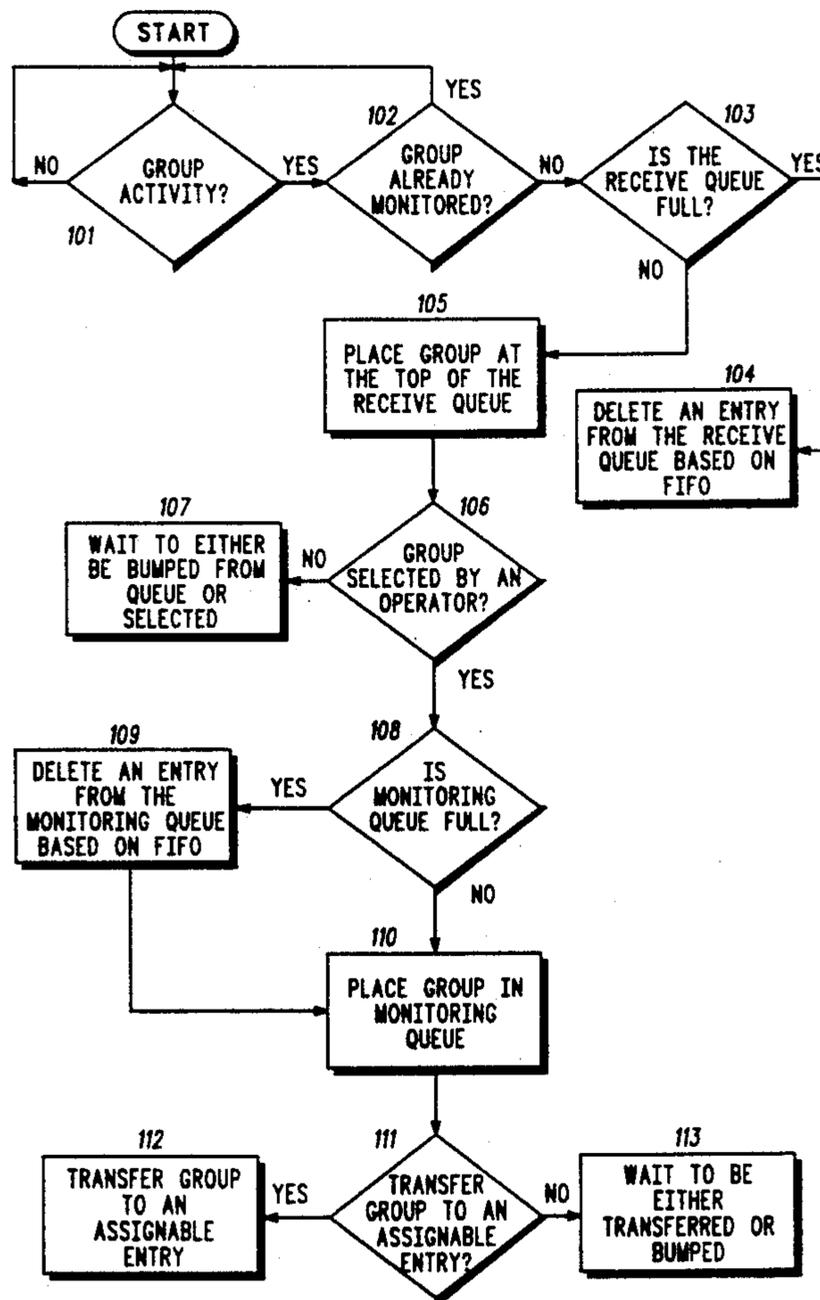 START
YES
102
103
NO
GROUP
ACTIVITY?
YES
GROUP
ALREADY
MONITORED?
NO
IS THE
RECEIVE QUEUE
FULL?
YES
101
NO
105
PLACE GROUP AT
THE TOP OF THE
RECEIVE QUEUE
104
DELETE AN ENTRY
FROM THE RECEIVE
QUEUE BASED ON
FIFO
107
106
WAIT TO EITHER
BE BUMPED FROM
QUEUE OR
SELECTED
NO
GROUP
SELECTED BY AN
OPERATOR?
YES
109
108
DELETE AN ENTRY
FROM THE
MONITORING QUEUE
BASED ON FIFO
YES
IS
MONITORING
QUEUE FULL?
NO
110
PLACE GROUP IN
MONITORING
QUEUE
112
111
113
TRANSFER GROUP
TO AN
ASSIGNABLE
ENTRY
YES
TRANSFER
GROUP TO AN
ASSIGNABLE
ENTRY?
NO
WAIT TO BE
EITHER
TRANSFERRED OR
BUMPED